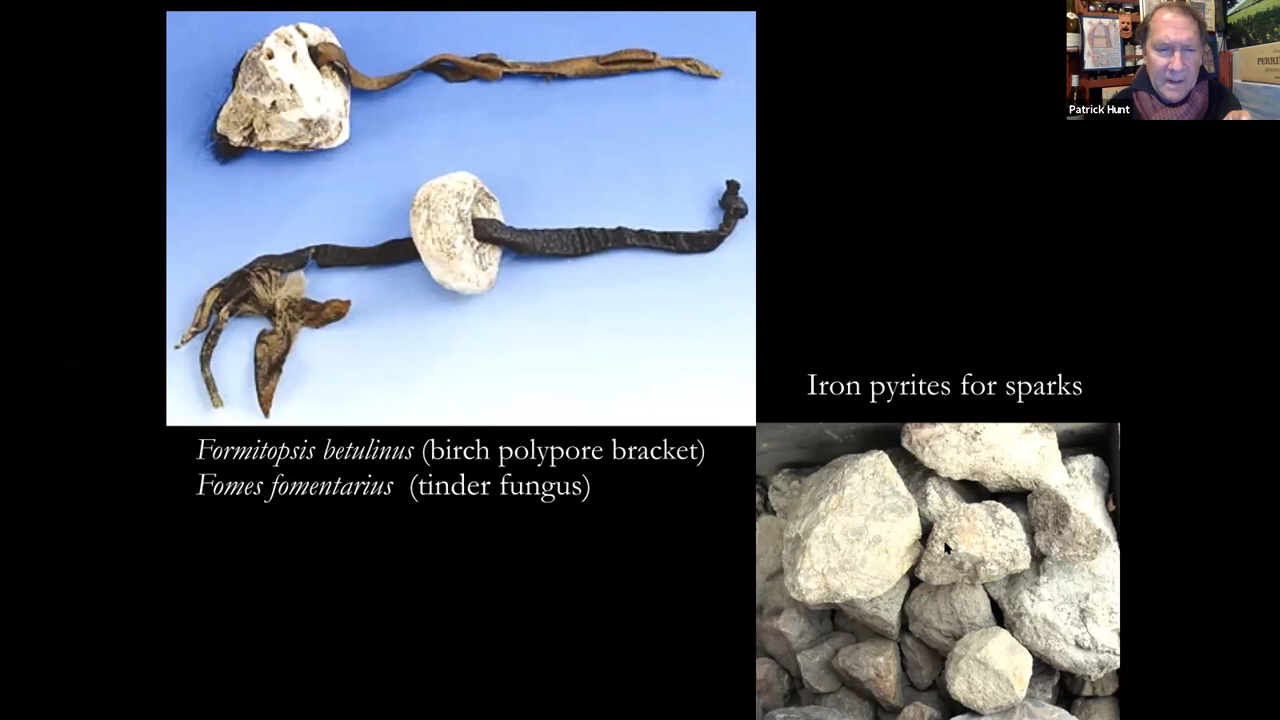 Patrick Hunt
Iron pyrites for sparks
Formitopsis betulinus (birch polypore bracket)
Fomes fomentarius (tinder fungus)